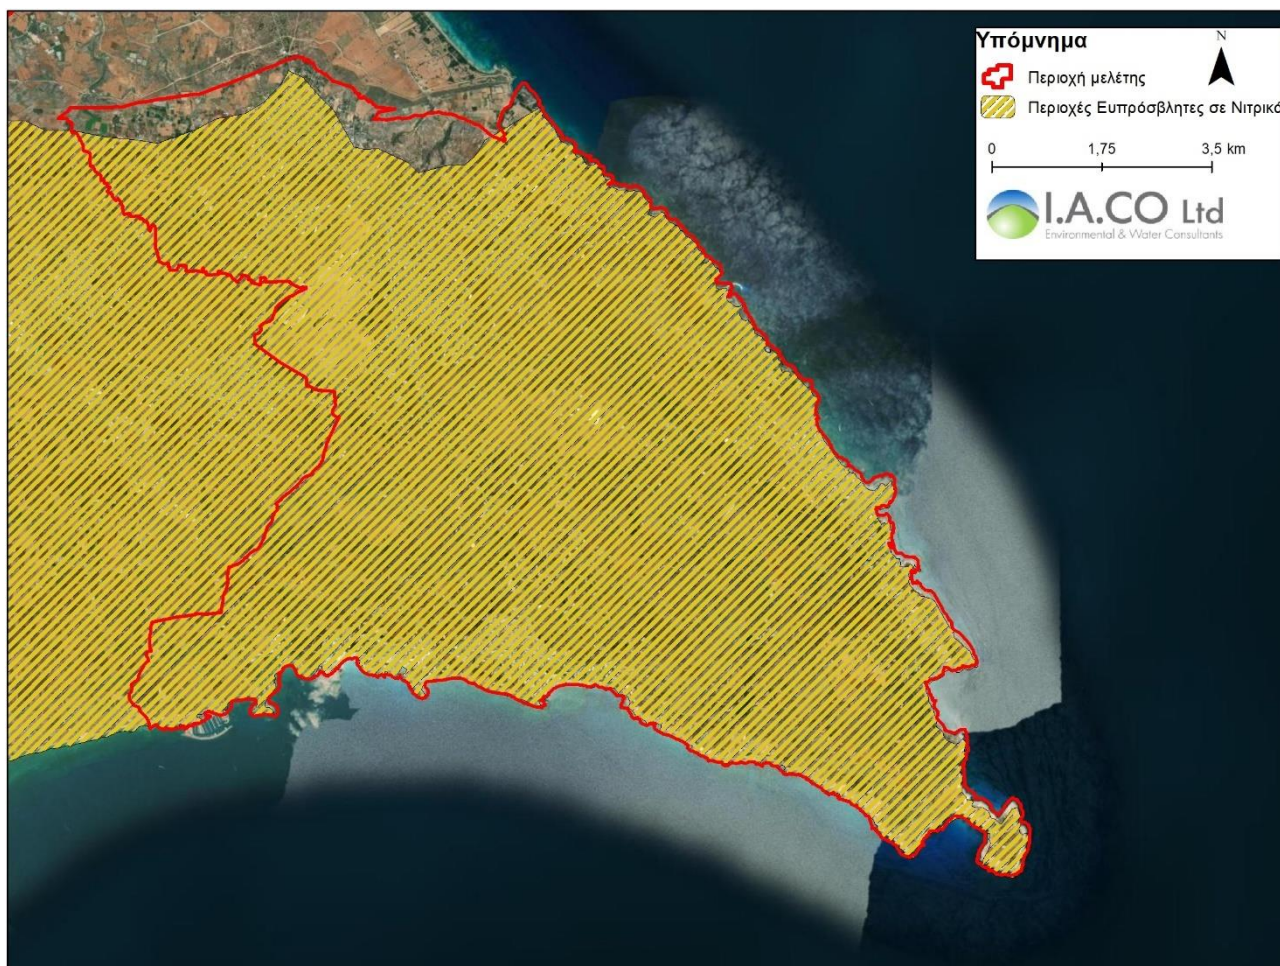 Υπόμνημα
N
Περιοχή μελέτης
Περιοχές Ευπρόσβλητες σε Νιτρικά
0 1,75 3,5 km
I.A.CO Ltd
Environmental & Water Consultants